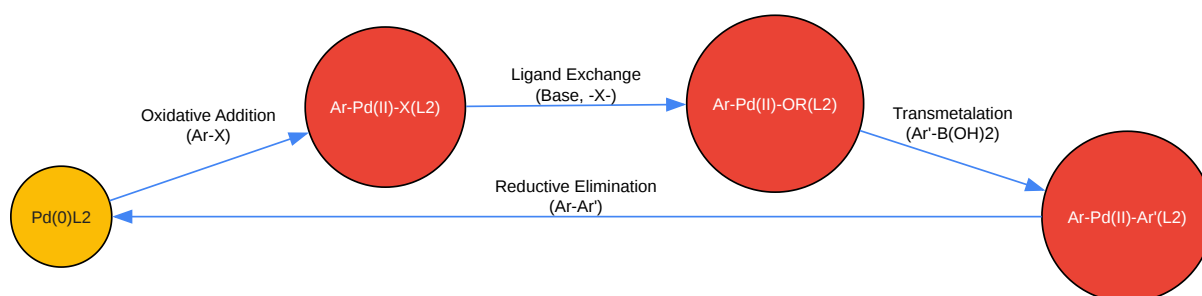 Oxidative Addition
(Ar-X)
Ar-Pd(II)-X(L2)
Ligand Exchange
(Base, -X-)
Ar-Pd(II)-OR(L2)
Transmetalation
(Ar'-B(OH)2)
Reductive Elimination
(Ar-Ar')
Pd(0)L2
Ar-Pd(II)-Ar'(L2)